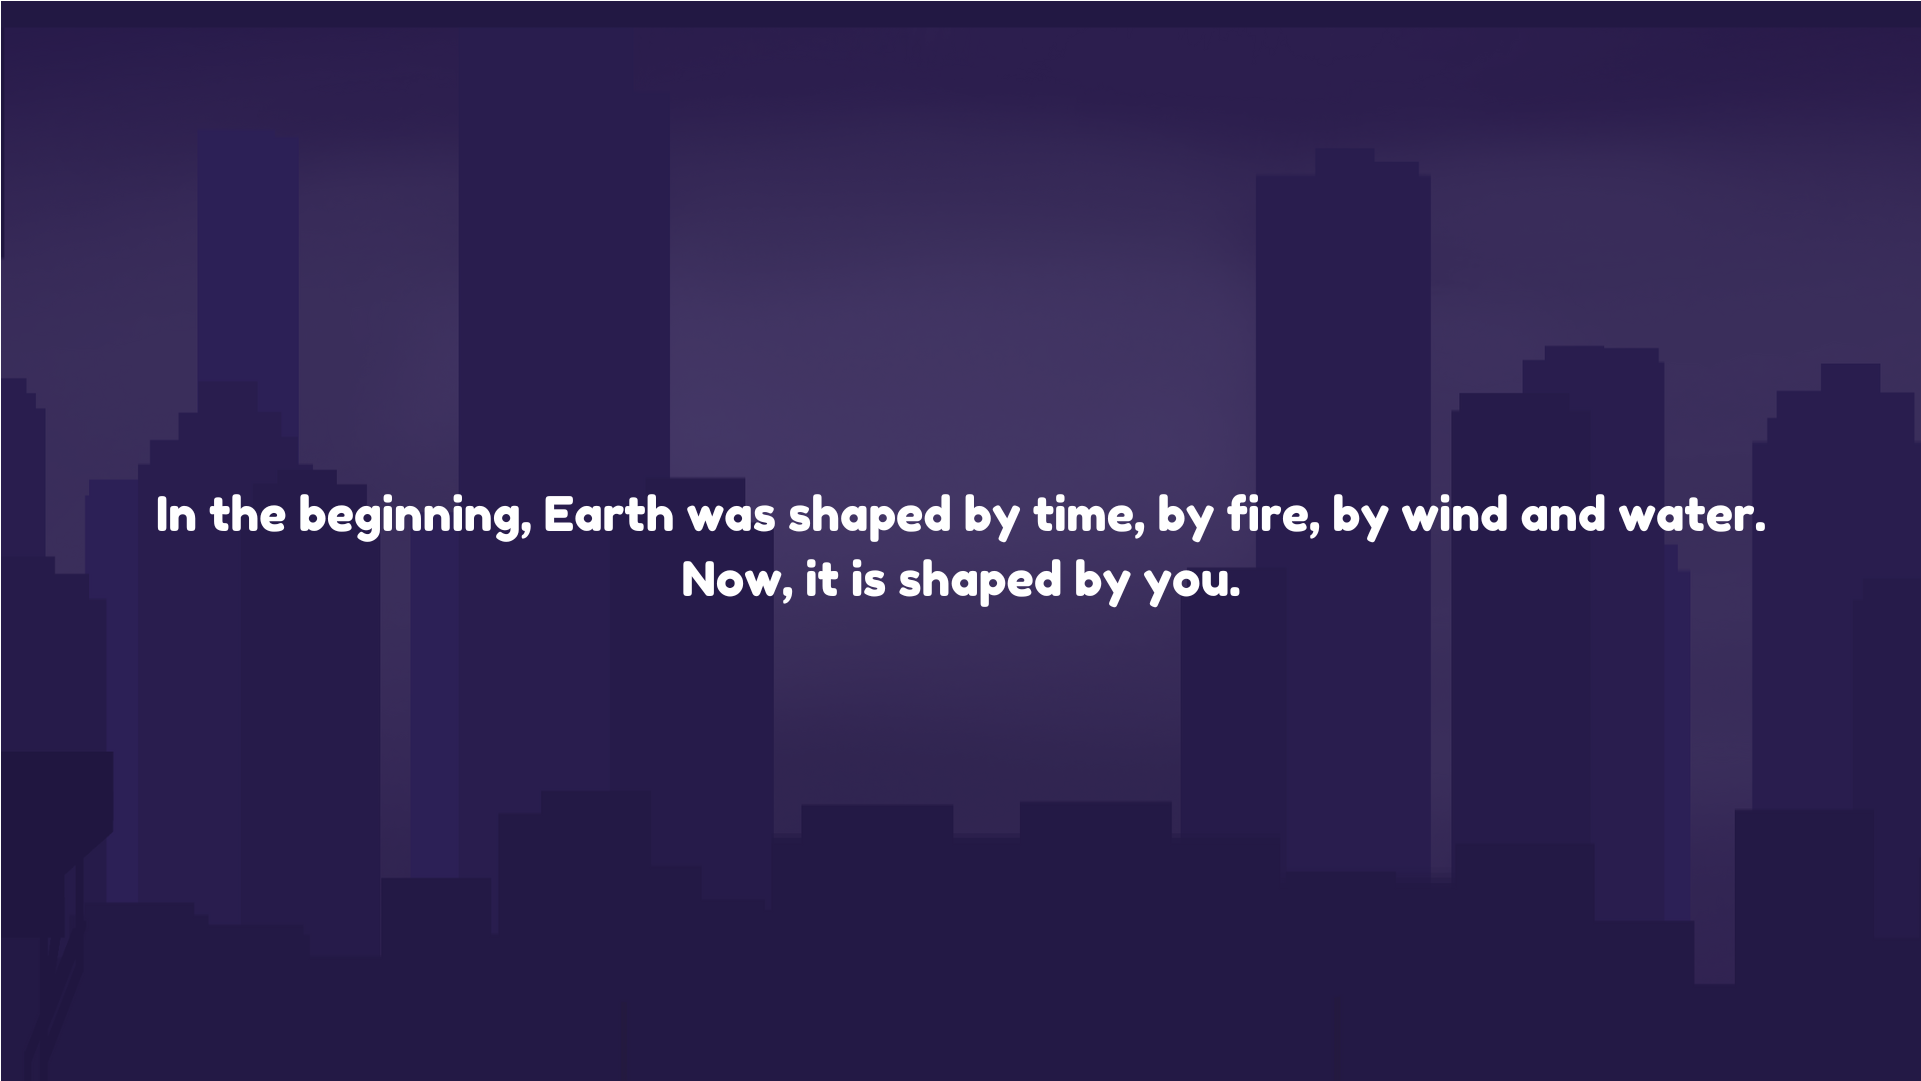 In the beginning, Earth was shaped by time, by fire, by wind and water.
Now, it is shaped by you.